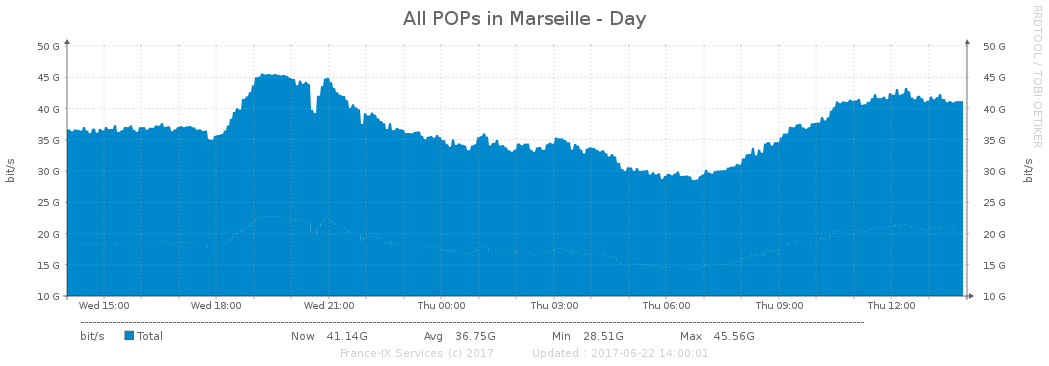 All POPs in Marseille - Day
RRDTOOL / TOBI OETIKER
bit/s
50 G
50 G
45 G
45 G
40 G
40 G
35 G
35 G
30 G
30 G
25 G
25 G
20 G
20 G
15 G
15 G
10 G
10 G
bit/s
Wed 15:00 Wed 18:00 Wed 21:00 Thu 00:00 Thu 03:00 Thu 06:00 Thu 09:00 Thu 12:00
bit/s Total Now 41.14G Avg 36.75G Min 28.51G Max 45.56G
France-IX Services (c) 2017 Updated : 2017-06-22 14:00:01